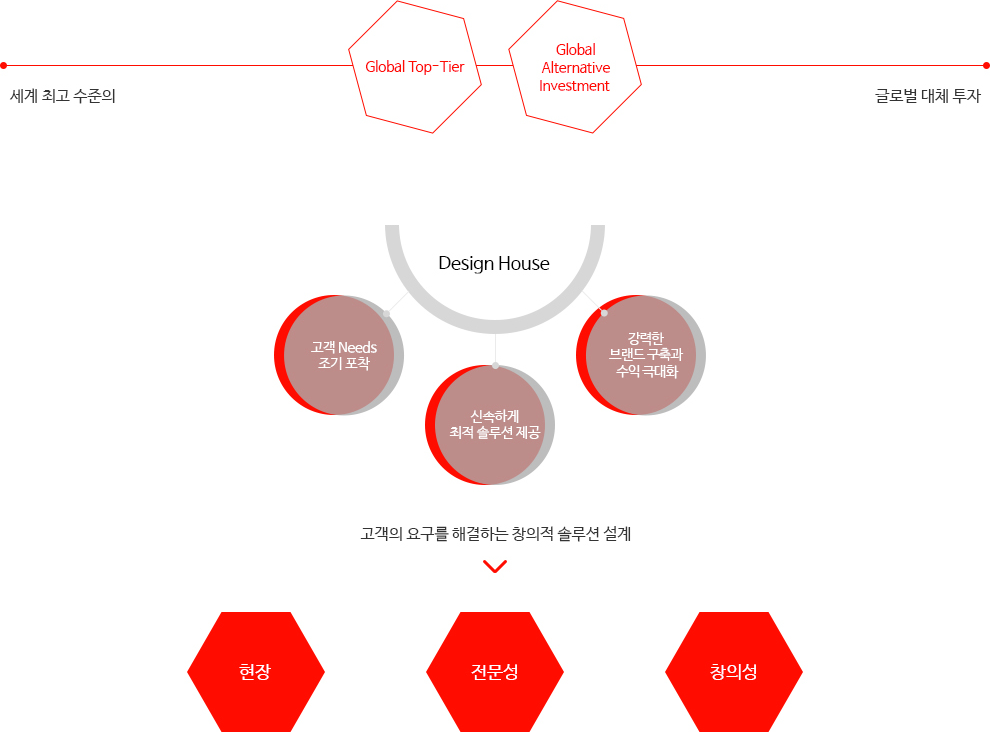 Global Top-Tier
Global
Alternative
Investment
세계 최고 수준의
글로벌 대체 투자
Design House
고객 Needs
조기 포착
신속하게
최적 솔루션 제공
강력한
브랜드 구축과
수익 극대화
고객의 요구를 해결하는 창의적 솔루션 설계
현장
전문성
창의성